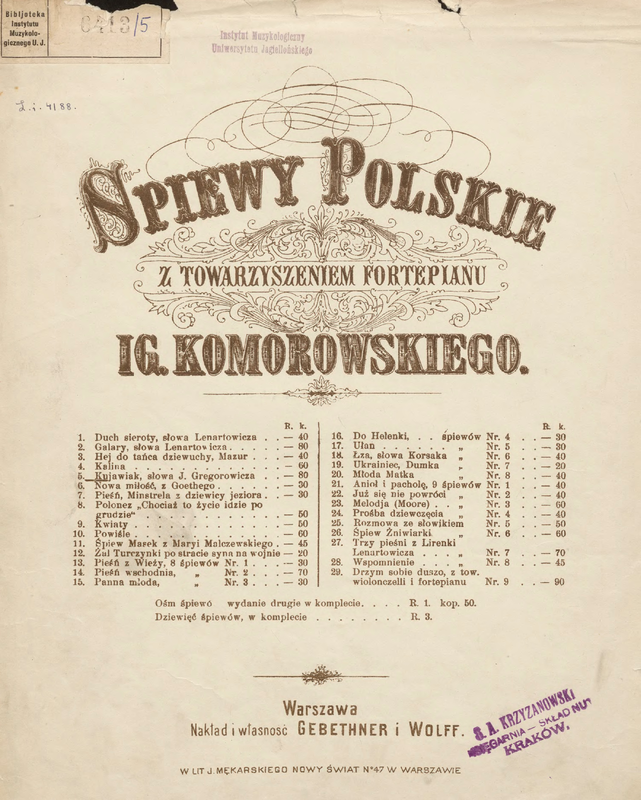 Bibljoteka
Instytutu
Muzykolo-
gicznego U. J.
0413/5
Instytut Muzykologiczny
Uniwersytetu Jagiellońskiego
L. i. 4188.
ŚPIEWY POLSKIE
Z TOWARZYSZENIEM FORTEPIANU
IG. KOMOROWSKIEGO.
R. k.
1. Duch sieroty, słowa Lenartowicza . . — 40
2. Galary, słowa Lenartowicza . . . . — 80
3. Hej do tańca dziewuchy, Mazur . . — 40
4. Kalina . . . . . . . . . . . . — 60
5. Kujawiak, słowa J. Gregorowicza . . — 80
6. Nowa miłość, z Goethego . . . . . — 30
7. Pieśń, Minstrela z dziewicy jeziora . . — 30
8. Polonez „Chociaż to życie idzie po
grudzie“ . . . . . . . . . . . — 50
9. Kwiaty . . . . . . . . . . . . — 50
10. Powiśle . . . . . . . . . . . . — 60
11. Śpiew Masek z Maryi Malczewskiego . — 45
12. Żal Turczynki po stracie syna na wojnie — 20
13. Pieśń z Wieży, 8 śpiewów Nr. 1 . . — 30
14. Pieśń wschodnia, „ Nr. 2 . . — 70
15. Panna młoda, „ Nr. 3 . . — 30
R. k.
16. Do Helenki, . . śpiewów Nr. 4 . . — 30
17. Ułan . . . . . . „ Nr. 5 . . — 30
18. Łza, słowa Korsaka „ Nr. 6 . . — 40
19. Ukrainiec, Dumka „ Nr. 7 . . — 20
20. Młoda Matka „ Nr. 8 . . — 40
21. Anioł i pacholę, 9 śpiewów Nr. 1 . . — 40
22. Już się nie powróci „ Nr. 2 . . — 40
23. Melodja (Moore) . . „ Nr. 3 . . — 60
24. Prośba dziewczęcia „ Nr. 4 . . — 40
25. Rozmowa ze słowikiem Nr. 5 . . — 50
26. Śpiew Żniwiarki „ Nr. 6 . . — 60
27. Trzy pieśni z Lirenki
Lenartowicza . . . „ Nr. 7 . . — 70
28. Wspomnienie . . . . „ Nr. 8 . . — 45
29. Drzym sobie duszo, z tow.
wiolonczelli i fortepianu Nr. 9 . . — 90
Ośm śpiewó wydanie drugie w komplecie. . . . R. 1. kop. 50.
Dziewięć śpiewów, w komplecie . . . . . . . . R. 3.
Warszawa
Nakład i własność GEBETHNER i WOLFF.
S. A. KRZYŻANOWSKI
KSIĘGARNIA — SKŁAD NUT
KRAKÓW.
W LIT J. MĘKARSKIEGO NOWY ŚWIAT Nº 47 W WARSZAWIE